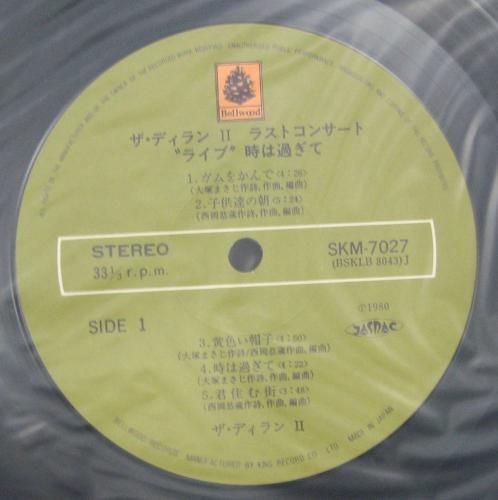 Bellwood
ザ・ディラン II ラストコンサート
"ライブ" 時は過ぎて
1. ガムをかんで〈4:26〉
(大塚まさじ作詩, 作曲, 編曲)
2. 子供達の朝〈5:24〉
(西岡恭蔵作詩, 作曲, 編曲)
STEREO
33⅓ r.p.m.
SKM-7027
(BSKLB 8043) J
SIDE 1
Ⓟ1980
JASRAC
3. 黄色い帽子〈4:50〉
(大塚まさじ作詩/西岡恭蔵作曲, 編曲)
4. 時は過ぎて〈4:22〉
(大塚まさじ作詩, 作曲, 編曲)
5. 君住む街〈3:48〉
(西岡恭蔵作詩, 作曲, 編曲)
ザ・ディラン II
BELLWOOD RECORDS MANUFACTURED BY KING RECORD CO. LTD. MADE IN JAPAN